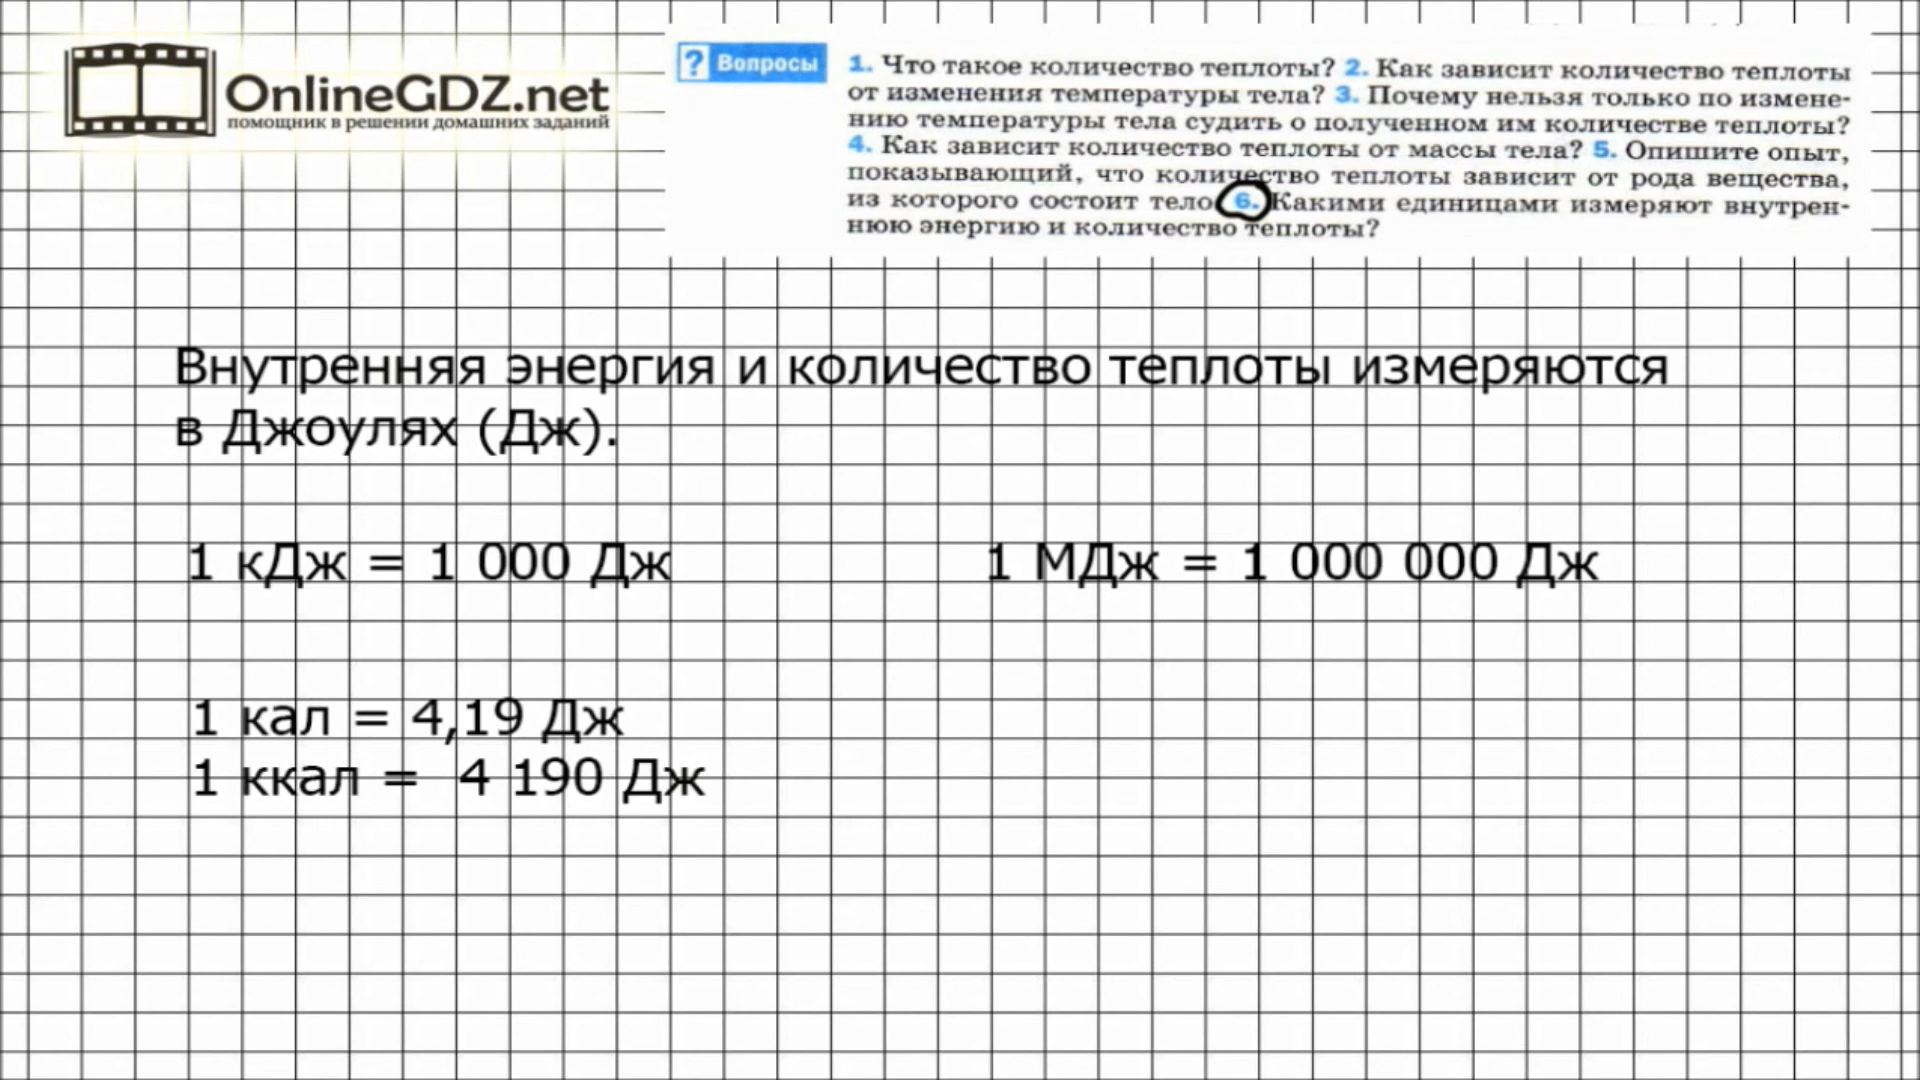 OnlineGDZ.net
помощник в решении домашних заданий
? Вопросы
1. Что такое количество теплоты? 2. Как зависит количество теплоты
от изменения температуры тела? 3. Почему нельзя только по измене-
нию температуры тела судить о полученном им количестве теплоты?
4. Как зависит количество теплоты от массы тела? 5. Опишите опыт,
показывающий, что количество теплоты зависит от рода вещества,
из которого состоит тело 6. Какими единицами измеряют внутрен-
нюю энергию и количество теплоты?
Внутренняя энергия и количество теплоты измеряются
в Джоулях (Дж).
1 кДж = 1 000 Дж
1 МДж = 1 000 000 Дж
1 кал = 4,19 Дж
1 ккал = 4 190 Дж